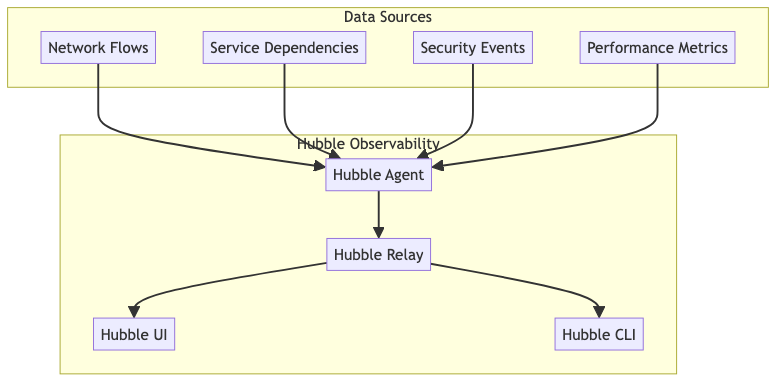 Data Sources
Network Flows
Service Dependencies
Security Events
Performance Metrics
Hubble Observability
Hubble Agent
Hubble Relay
Hubble UI
Hubble CLI